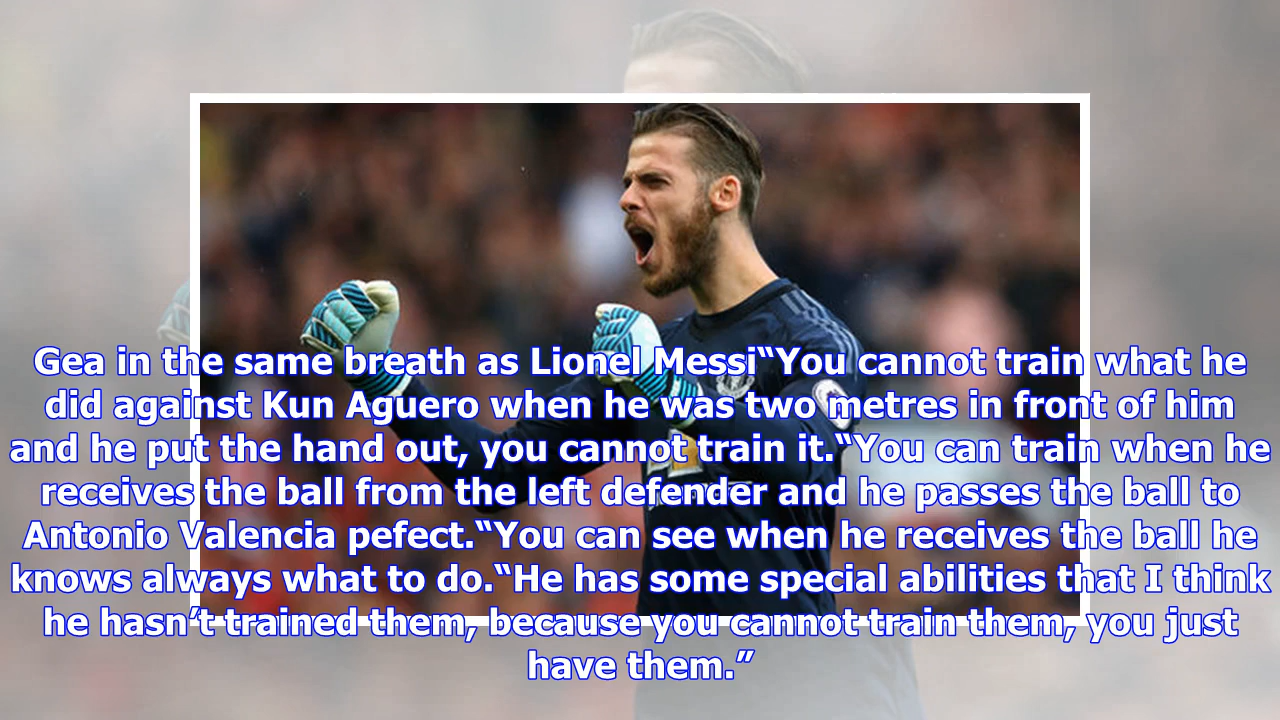 Gea in the same breath as Lionel Messi“You cannot train what he
did against Kun Aguero when he was two metres in front of him
and he put the hand out, you cannot train it.“You can train when he
receives the ball from the left defender and he passes the ball to
Antonio Valencia pefect.“You can see when he receives the ball he
knows always what to do.“He has some special abilities that I think
he hasn’t trained them, because you cannot train them, you just
have them.”